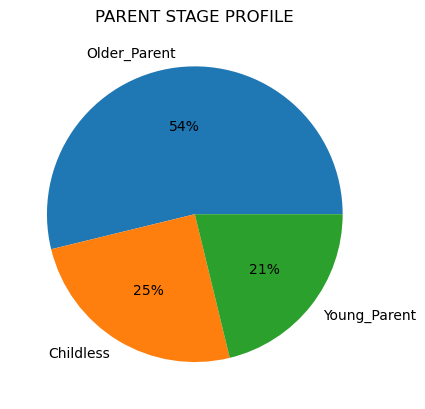 PARENT STAGE PROFILE
Older_Parent
54%
25%
21%
Young_Parent
Childless